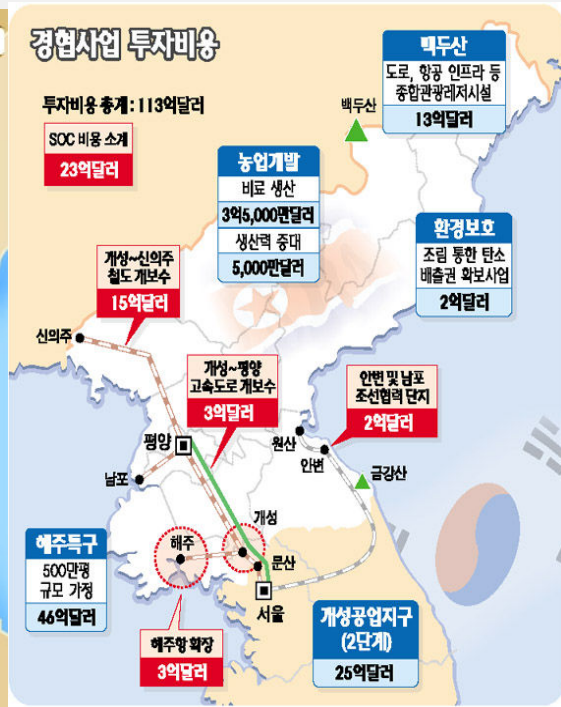 경협사업 투자비용
투자비용 총계 : 113억달러
SOC 비용 소계
23억달러
백두산
도로, 항공 인프라 등
종합관광레저시설
13억달러
백두산
농업개발
비료 생산
3억5,000만달러
생산력 증대
5,000만달러
환경보호
조림 통한 탄소
배출권 확보사업
2억달러
개성~신의주
철도 개보수
15억달러
신의주
개성~평양
고속도로 개보수
3억달러
안변 및 남포
조선협력 단지
2억달러
원산
안변
평양
남포
금강산
개성
해주
문산
서울
해주특구
500만평
규모 가정
46억달러
해주항 확장
3억달러
개성공업지구
(2단계)
25억달러